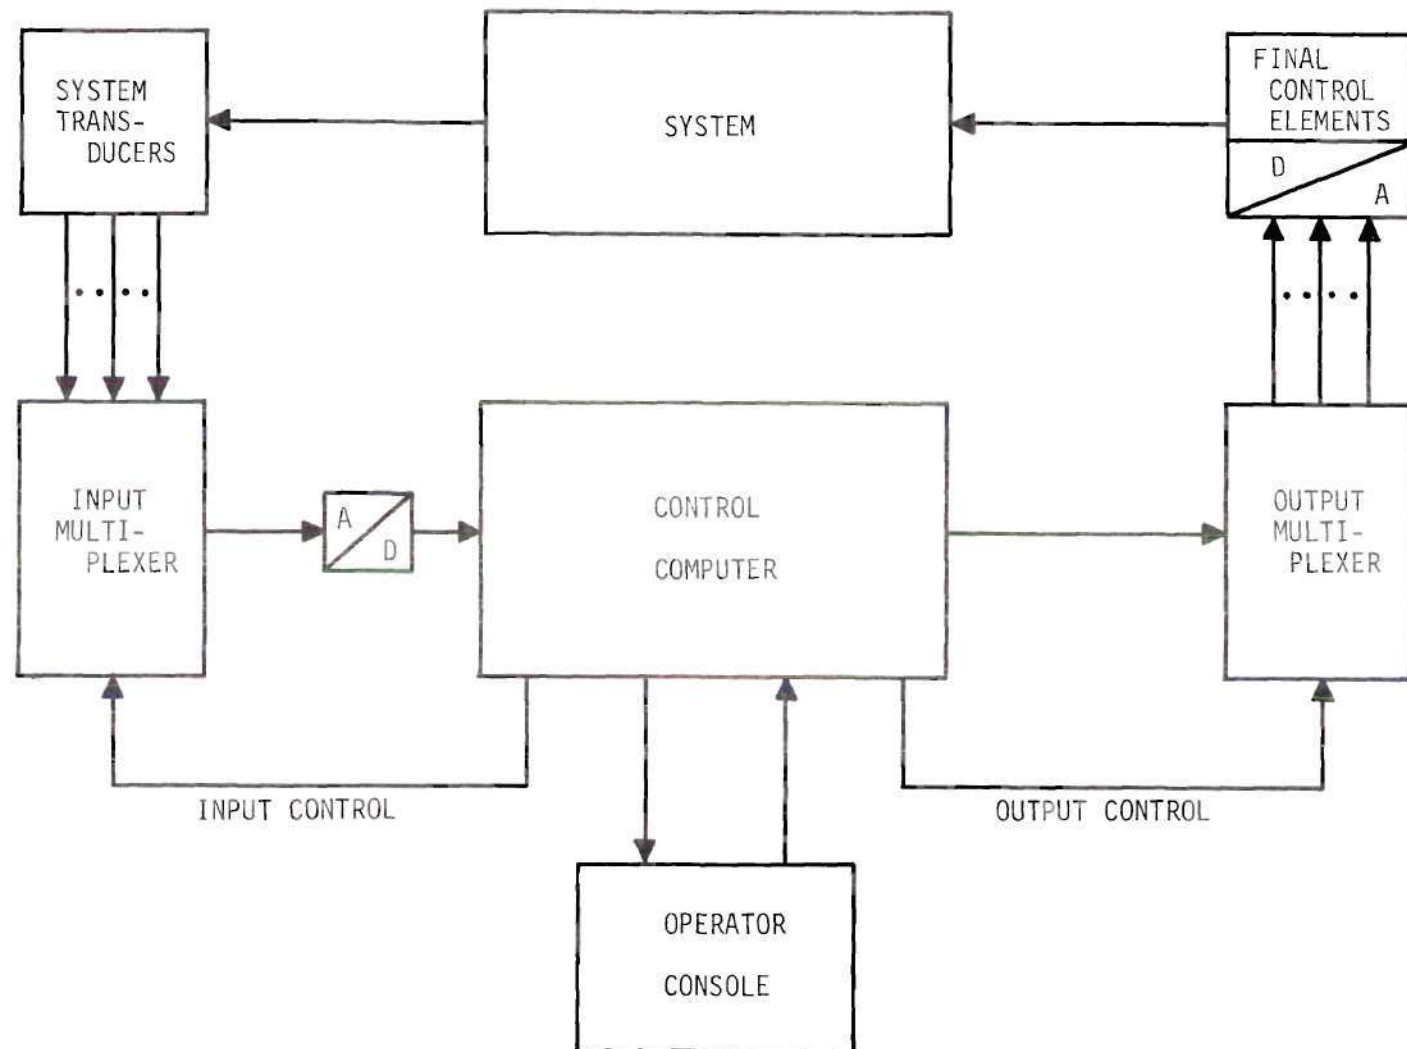 SYSTEM
TRANS-
DUCERS
SYSTEM
FINAL
CONTROL
ELEMENTS
D
A
INPUT
MULTI-
PLEXER
A
D
CONTROL
COMPUTER
OUTPUT
MULTI-
PLEXER
INPUT CONTROL
OUTPUT CONTROL
OPERATOR
CONSOLE